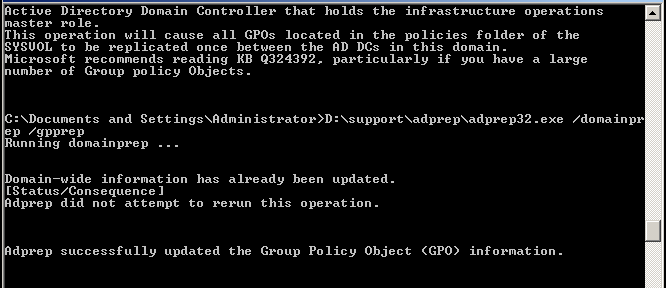 Active Directory Domain Controller that holds the infrastructure operations
master role.
This operation will cause all GPOs located in the policies folder of the
SYSVOL to be replicated once between the AD DCs in this domain.
Microsoft recommends reading KB Q324392, particularly if you have a large
number of Group policy Objects.
C:\Documents and Settings\Administrator>D:\support\adprep\adprep32.exe /domainpr
ep /gpprep
Running domainprep ...
Domain-wide information has already been updated.
[Status/Consequence]
Adprep did not attempt to rerun this operation.
Adprep successfully updated the Group Policy Object (GPO) information.